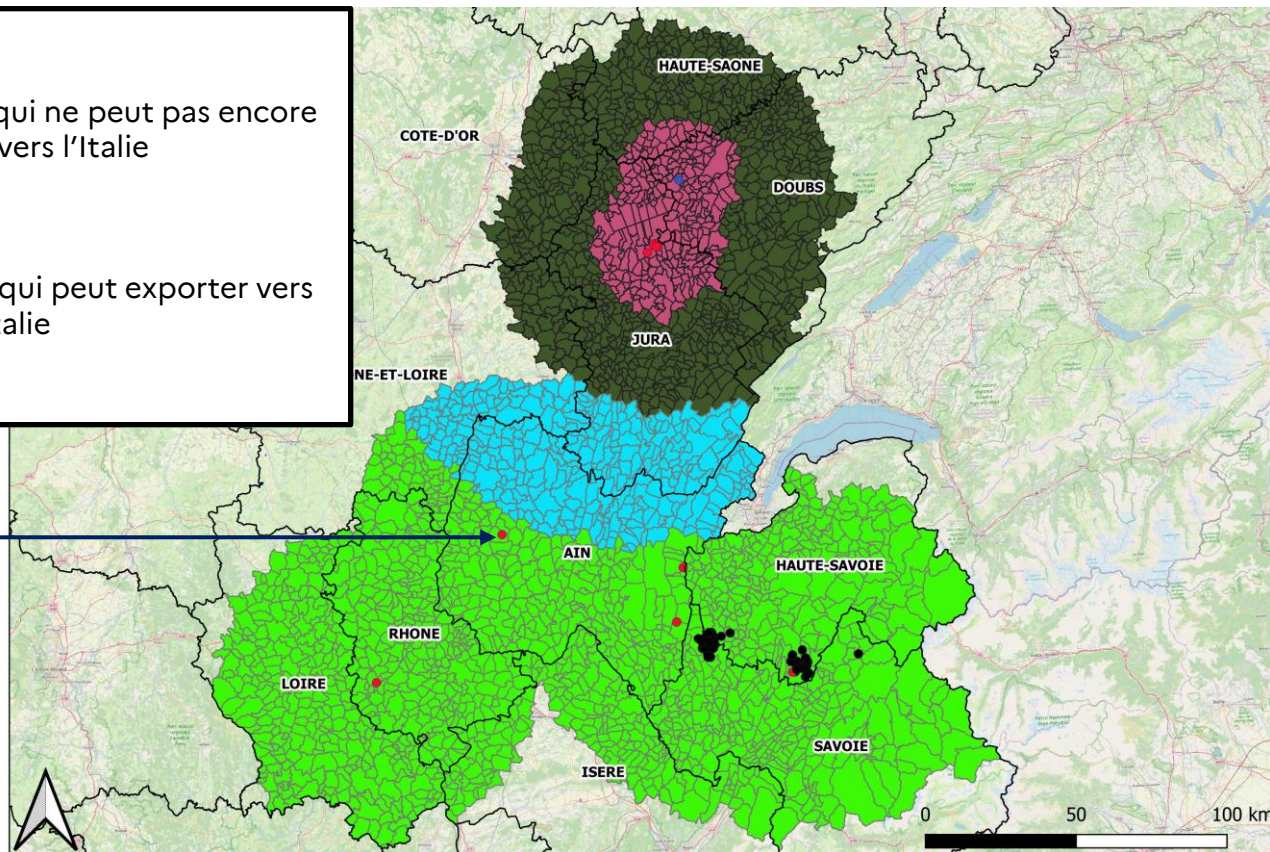 qui ne peut pas encore
vers l'Italie
qui peut exporter vers
talie
HAUTE-SAONE
COTE-D'OR
DOUBS
JURA
NE-ET-LOIRE
AIN
HAUTE-SAVOIE
RHONE
LOIRE
SAVOIE
ISERE
0 50 100 km